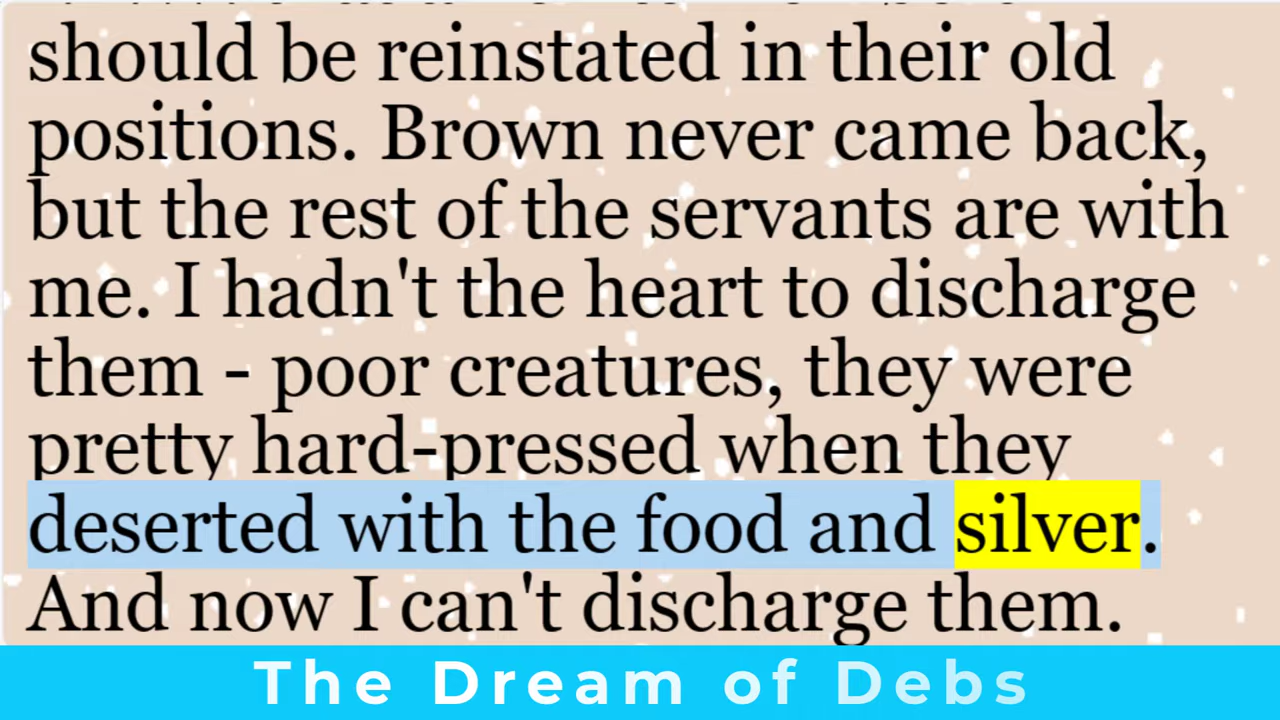 should be reinstated in their old
positions. Brown never came back,
but the rest of the servants are with
me. I hadn't the heart to discharge
them - poor creatures, they were
pretty hard-pressed when they
deserted with the food and silver.
And now I can't discharge them.
The Dream of Debs